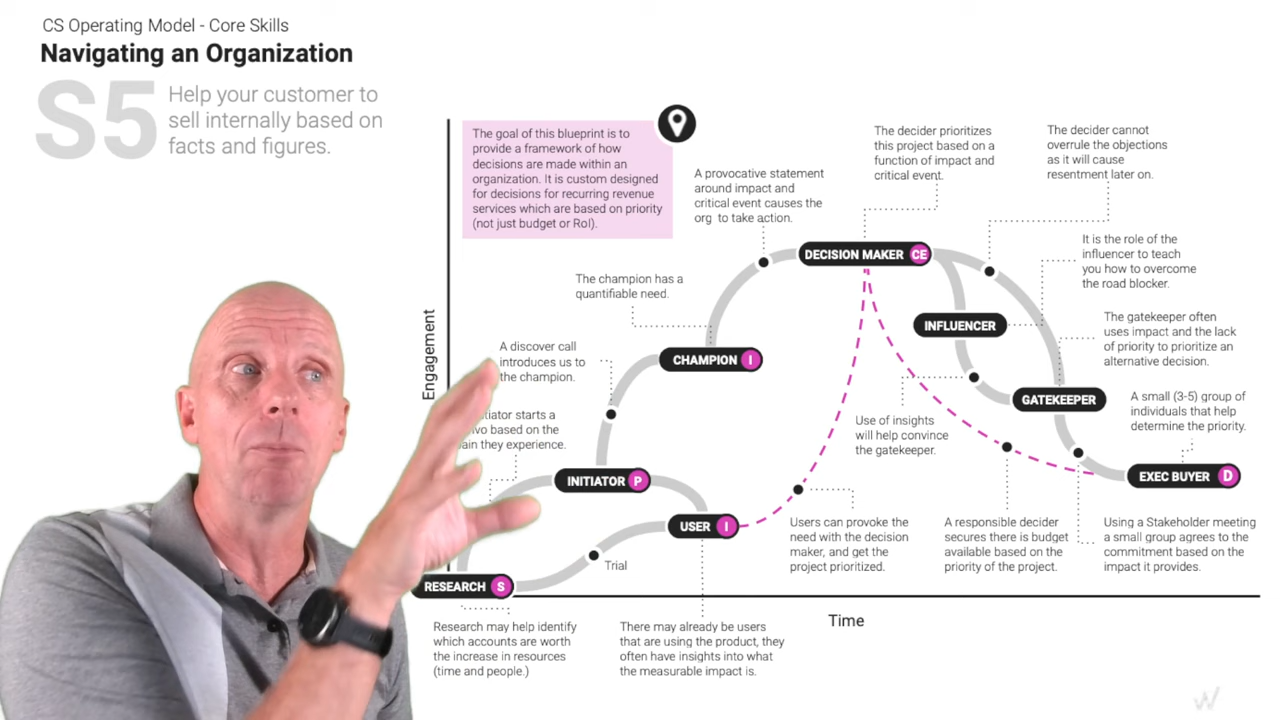 CS Operating Model - Core Skills
Navigating an Organization
S5
Help your customer to
sell internally based on
facts and figures.
The goal of this blueprint is to
provide a framework of how
decisions are made within an
organization. It is custom designed
for decisions for recurring revenue
services which are based on priority
(not just budget or RoI).
A provocative statement
around impact and
critical event causes the
org to take action.
The decider prioritizes
this project based on a
function of impact and
critical event.
The decider cannot
overrule the objections
as it will cause
resentment later on.
DECISION MAKER CE
It is the role of the
influencer to teach
you how to overcome
the road blocker.
The champion has a
quantifiable need.
INFLUENCER
The gatekeeper often
uses impact and the lack
of priority to prioritize an
alternative decision.
Engagement
A discover call
introduces us to
the champion.
CHAMPION I
GATEKEEPER
A small (3-5) group of
individuals that help
determine the priority.
starts a
based on the
they experience.
Use of insights
will help convince
the gatekeeper.
INITIATOR P
EXEC BUYER D
USER I
Users can provoke the
need with the decision
maker, and get the
project prioritized.
A responsible decider
secures there is budget
available based on the
priority of the project.
Using a Stakeholder meeting
a small group agrees to the
commitment based on the
impact it provides.
Trial
RESEARCH S
Time
Research may help identify
which accounts are worth
the increase in resources
(time and people.)
There may already be users
that are using the product, they
often have insights into what
the measurable impact is.